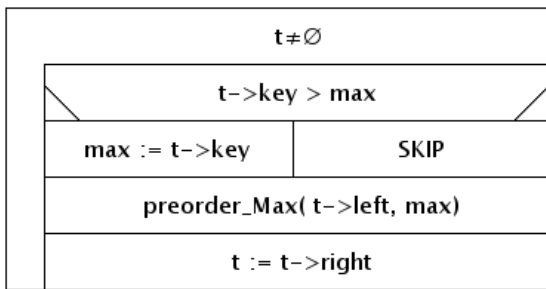 t≠∅
t->key > max
max := t->key
SKIP
preorder_Max( t->left, max)
t := t->right